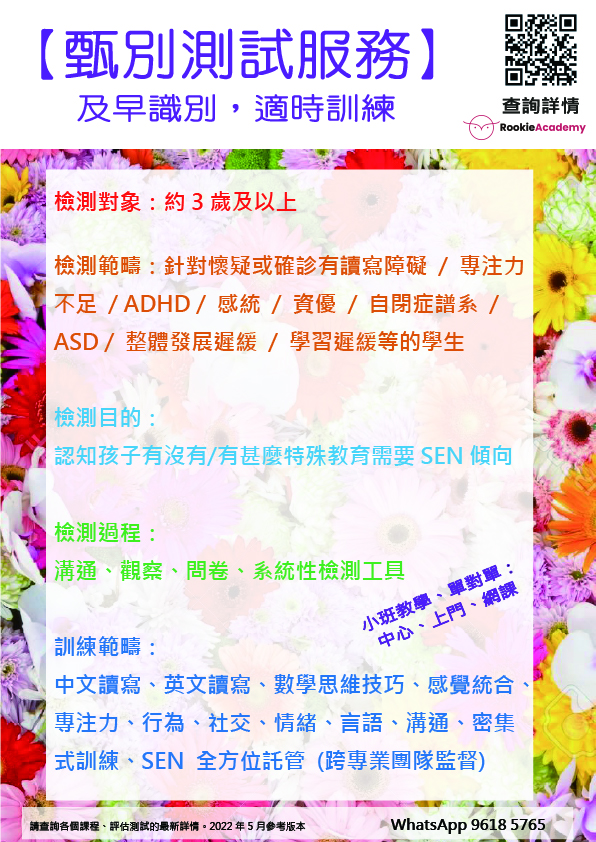 【甄別測試服務】
及早識別，適時訓練
查詢詳情
RookieAcademy
檢測對象：約 3 歲及以上
檢測範疇：針對懷疑或確診有讀寫障礙 / 專注力
不足 / ADHD / 感統 / 資優 / 自閉症譜系 /
ASD / 整體發展遲緩 / 學習遲緩等的學生
檢測目的：
認知孩子有沒有/有甚麼特殊教育需要 SEN 傾向
檢測過程：
溝通、觀察、問卷、系統性檢測工具
小班教學、單對單：
中心、上門、網課
訓練範疇：
中文讀寫、英文讀寫、數學思維技巧、感覺統合、
專注力、行為、社交、情緒、言語、溝通、密集
式訓練、SEN 全方位託管 (跨專業團隊監督)
請查詢各個課程、評估測試的最新詳情。2022 年 5 月參考版本
WhatsApp 9618 5765